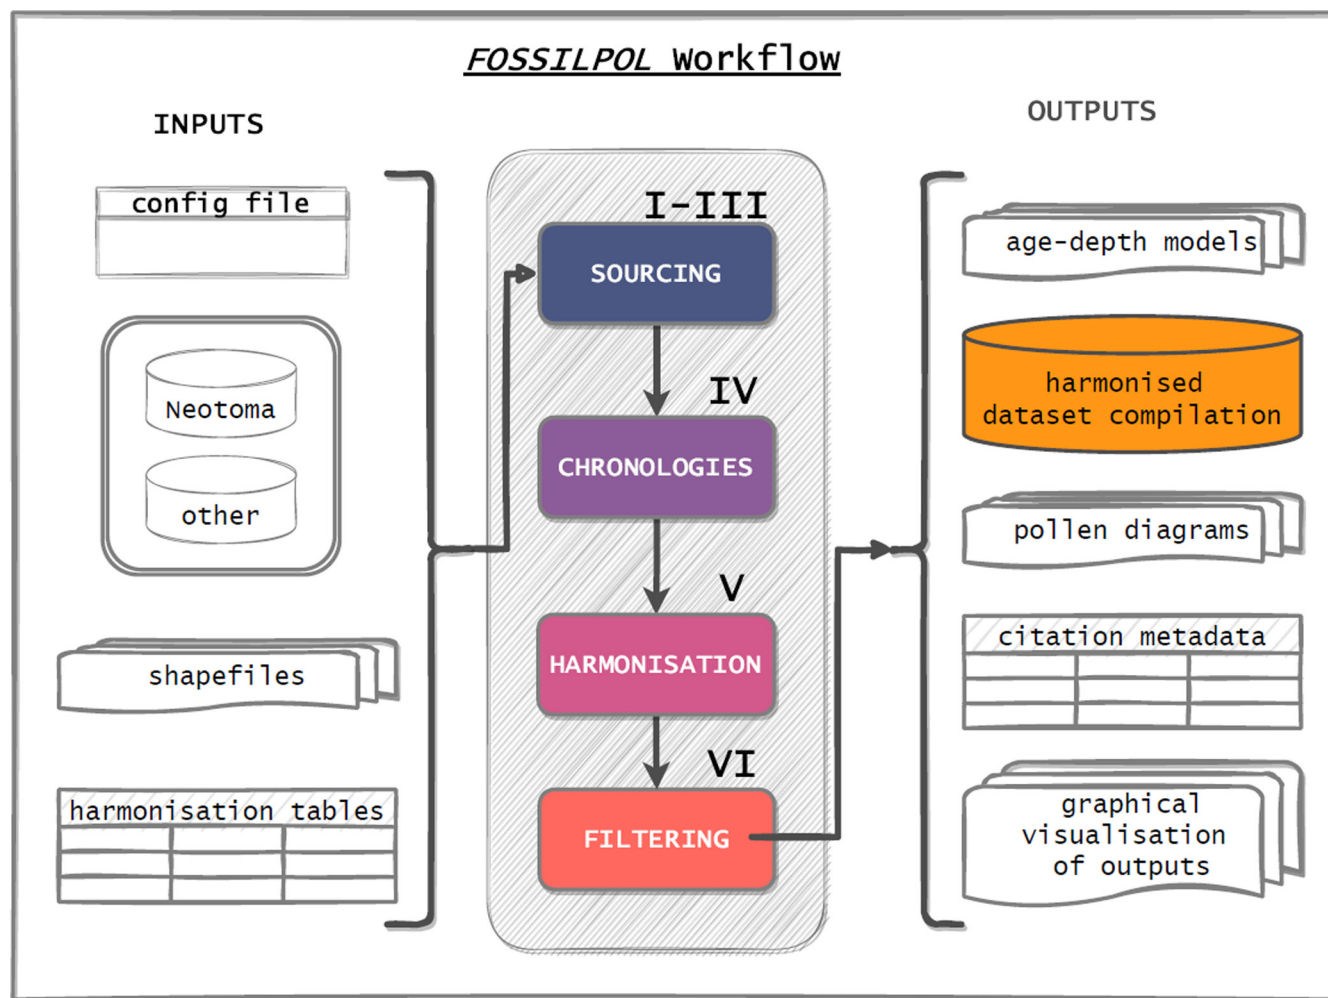 FOSSILPOL Workflow
INPUTS
config file
Neotoma
other
shapefiles
harmonisation tables
I-III
SOURCING
IV
CHRONOLOGIES
V
HARMONISATION
VI
FILTERING
OUTPUTS
age-depth models
harmonised
dataset compilation
pollen diagrams
citation metadata
graphical
visualisation
of outputs